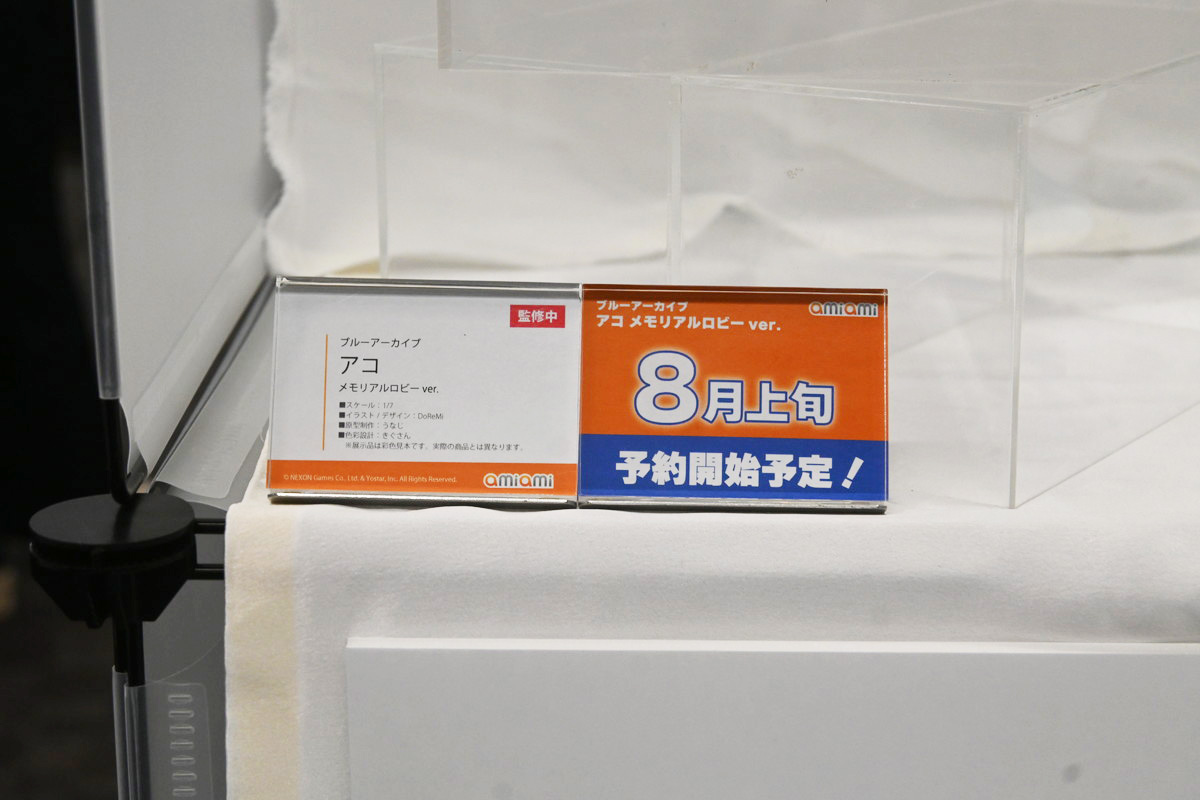 監修中
ブルーアーカイブ
アコ
メモリアルロビー ver.
■スケール：1/7
■イラスト / デザイン：DoReMi
■原型制作：うなじ
■色彩設計：きぐさん
※展示品は彩色見本です。実際の商品とは異なります。
© NEXON Games Co., Ltd. & Yostar, Inc. All Rights Reserved.
amiami
ブルーアーカイブ
アコ メモリアルロビー ver.
amiami
8月上旬
予約開始予定！